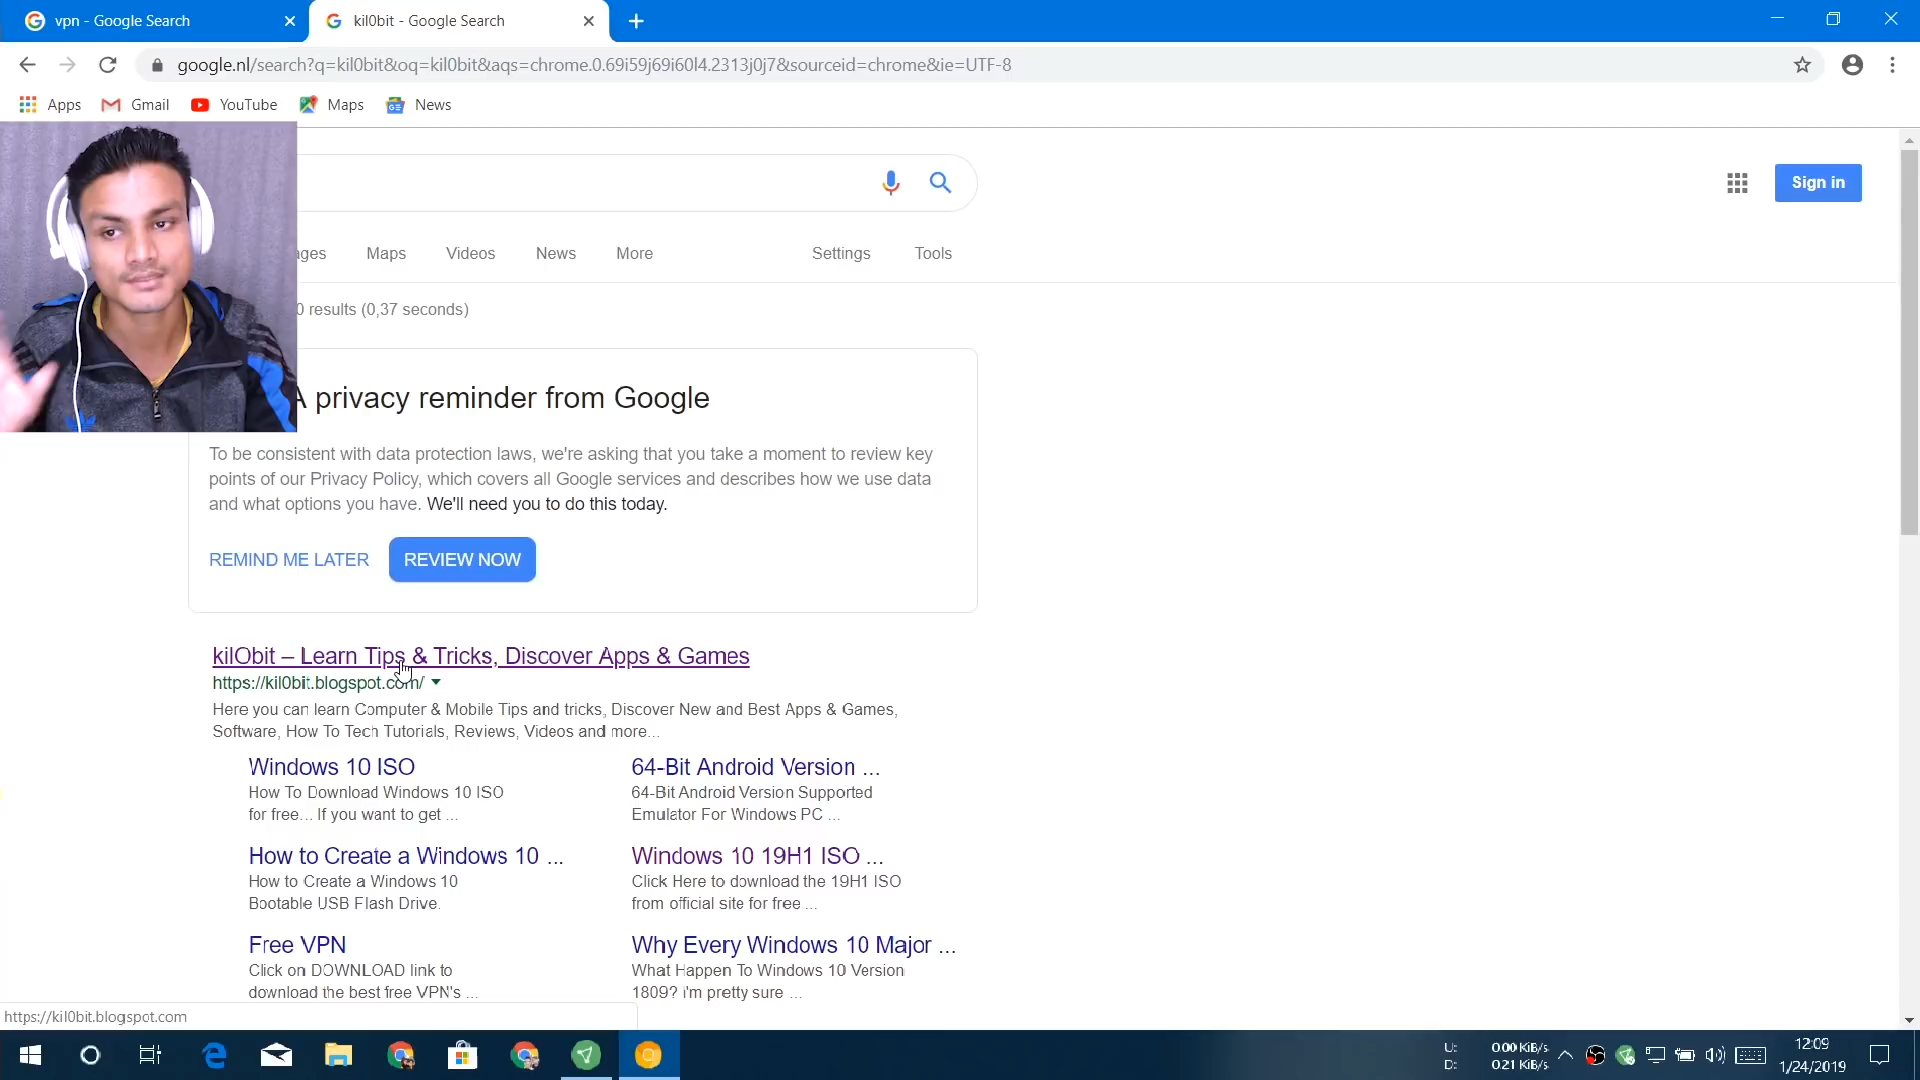 vpn - Google Search
kil0bit - Google Search
google.nl/search?q=kil0bit&oq=kil0bit&aqs=chrome.0.69i59j69i60l4.2313j0j7&sourceid=chrome&ie=UTF-8
Apps Gmail YouTube Maps News
Sign in
ages Maps Videos News More Settings Tools
0 results (0,37 seconds)
A privacy reminder from Google
To be consistent with data protection laws, we're asking that you take a moment to review key
points of our Privacy Policy, which covers all Google services and describes how we use data
and what options you have. We'll need you to do this today.
REMIND ME LATER REVIEW NOW
kilObit – Learn Tips & Tricks, Discover Apps & Games
https://kil0bit.blogspot.com/
Here you can learn Computer & Mobile Tips and tricks, Discover New and Best Apps & Games,
Software, How To Tech Tutorials, Reviews, Videos and more...
Windows 10 ISO
How To Download Windows 10 ISO
for free... If you want to get ...
64-Bit Android Version ...
64-Bit Android Version Supported
Emulator For Windows PC ...
How to Create a Windows 10 ...
How to Create a Windows 10
Bootable USB Flash Drive.
Windows 10 19H1 ISO ...
Click Here to download the 19H1 ISO
from official site for free ...
Free VPN
Click on DOWNLOAD link to
download the best free VPN's ...
Why Every Windows 10 Major ...
What Happen To Windows 10 Version
1809? i'm pretty sure ...
https://kil0bit.blogspot.com
U: 0.00 KiB/s
D: 0.21 KiB/s
12:09
1/24/2019